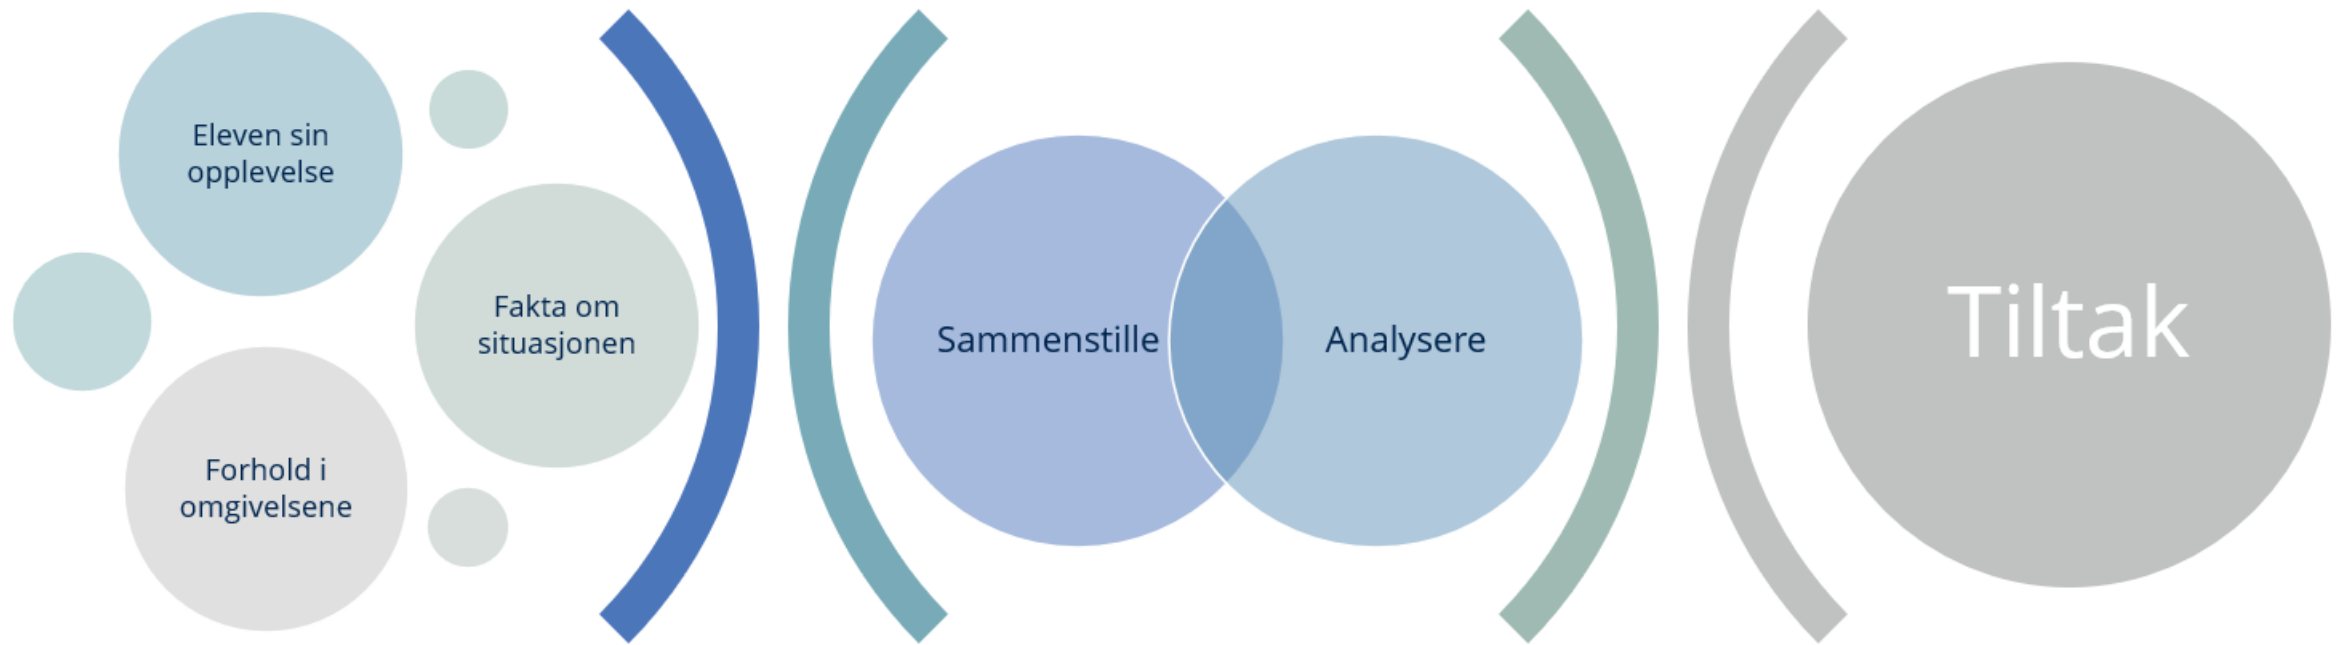 Eleven sin
opplevelse
Fakta om
situasjonen
Forhold i
omgivelsene
Sammenstille
Analysere
Tiltak